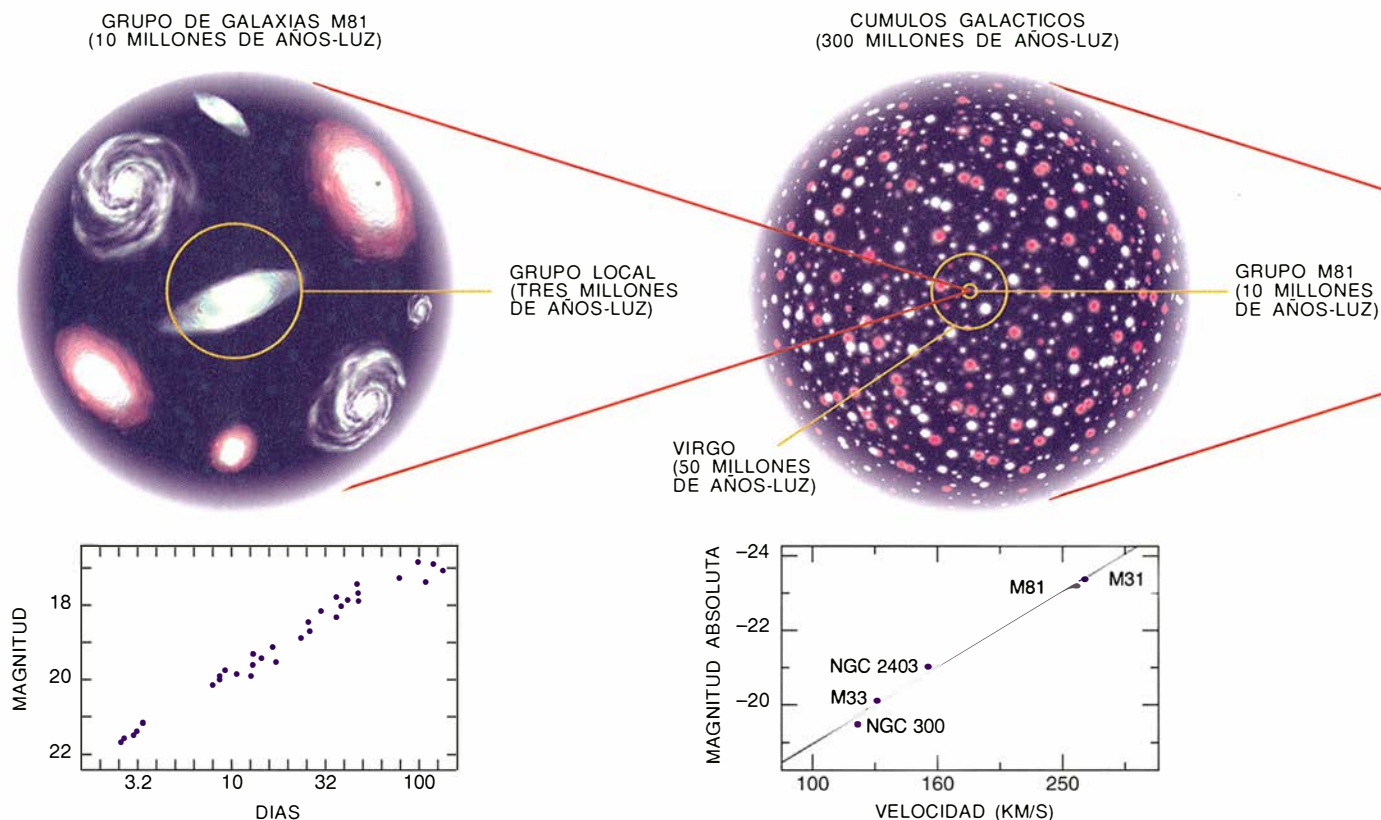 GRUPO DE GALAXIAS M81
(10 MILLONES DE AÑOS-LUZ)
CUMULOS GALACTICOS
(300 MILLONES DE AÑOS-LUZ)
GRUPO LOCAL
(TRES MILLONES
DE AÑOS-LUZ)
GRUPO M81
(10 MILLONES
DE AÑOS-LUZ)
VIRGO
(50 MILLONES
DE AÑOS-LUZ)
MAGNITUD
18
20
22
3.2
10
32
100
DIAS
MAGNITUD ABSOLUTA
-24
-22
-20
M81
M31
NGC 2403
M33
NGC 300
100
160
250
VELOCIDAD (KM/S)